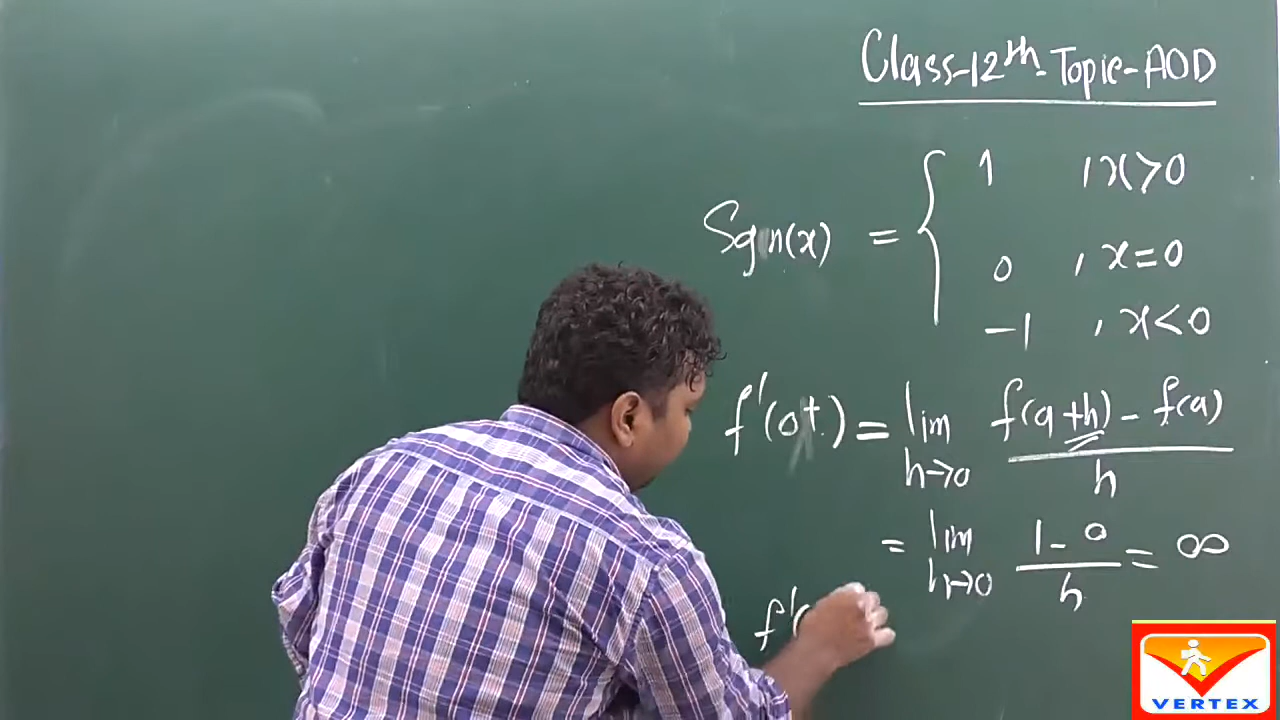 Class-12th-Topic-AOD
Sgn(x) = { 1 , x>0
0 , x=0
-1 , x<0
f'(0+) = lim h→0 f(a+h) - f(a) / h
= lim h→0 1-0 / h = ∞
f'(
VERTEX